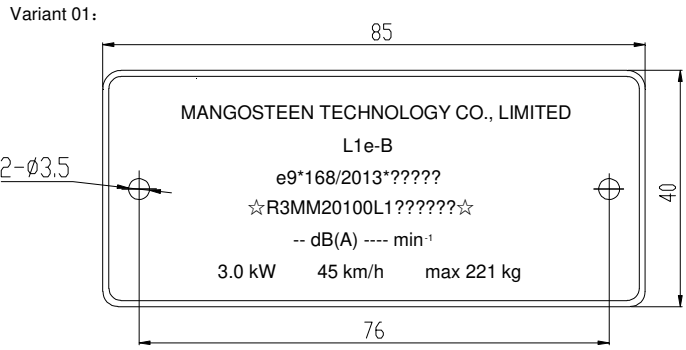 Variant 01:
85
MANGOSTEEN TECHNOLOGY CO., LIMITED
L1e-B
2-Ø3.5
e9*168/2013*?????
☆R3MM20100L1??????☆
40
-- dB(A) ---- min⁻¹
3.0 kW 45 km/h max 221 kg
76